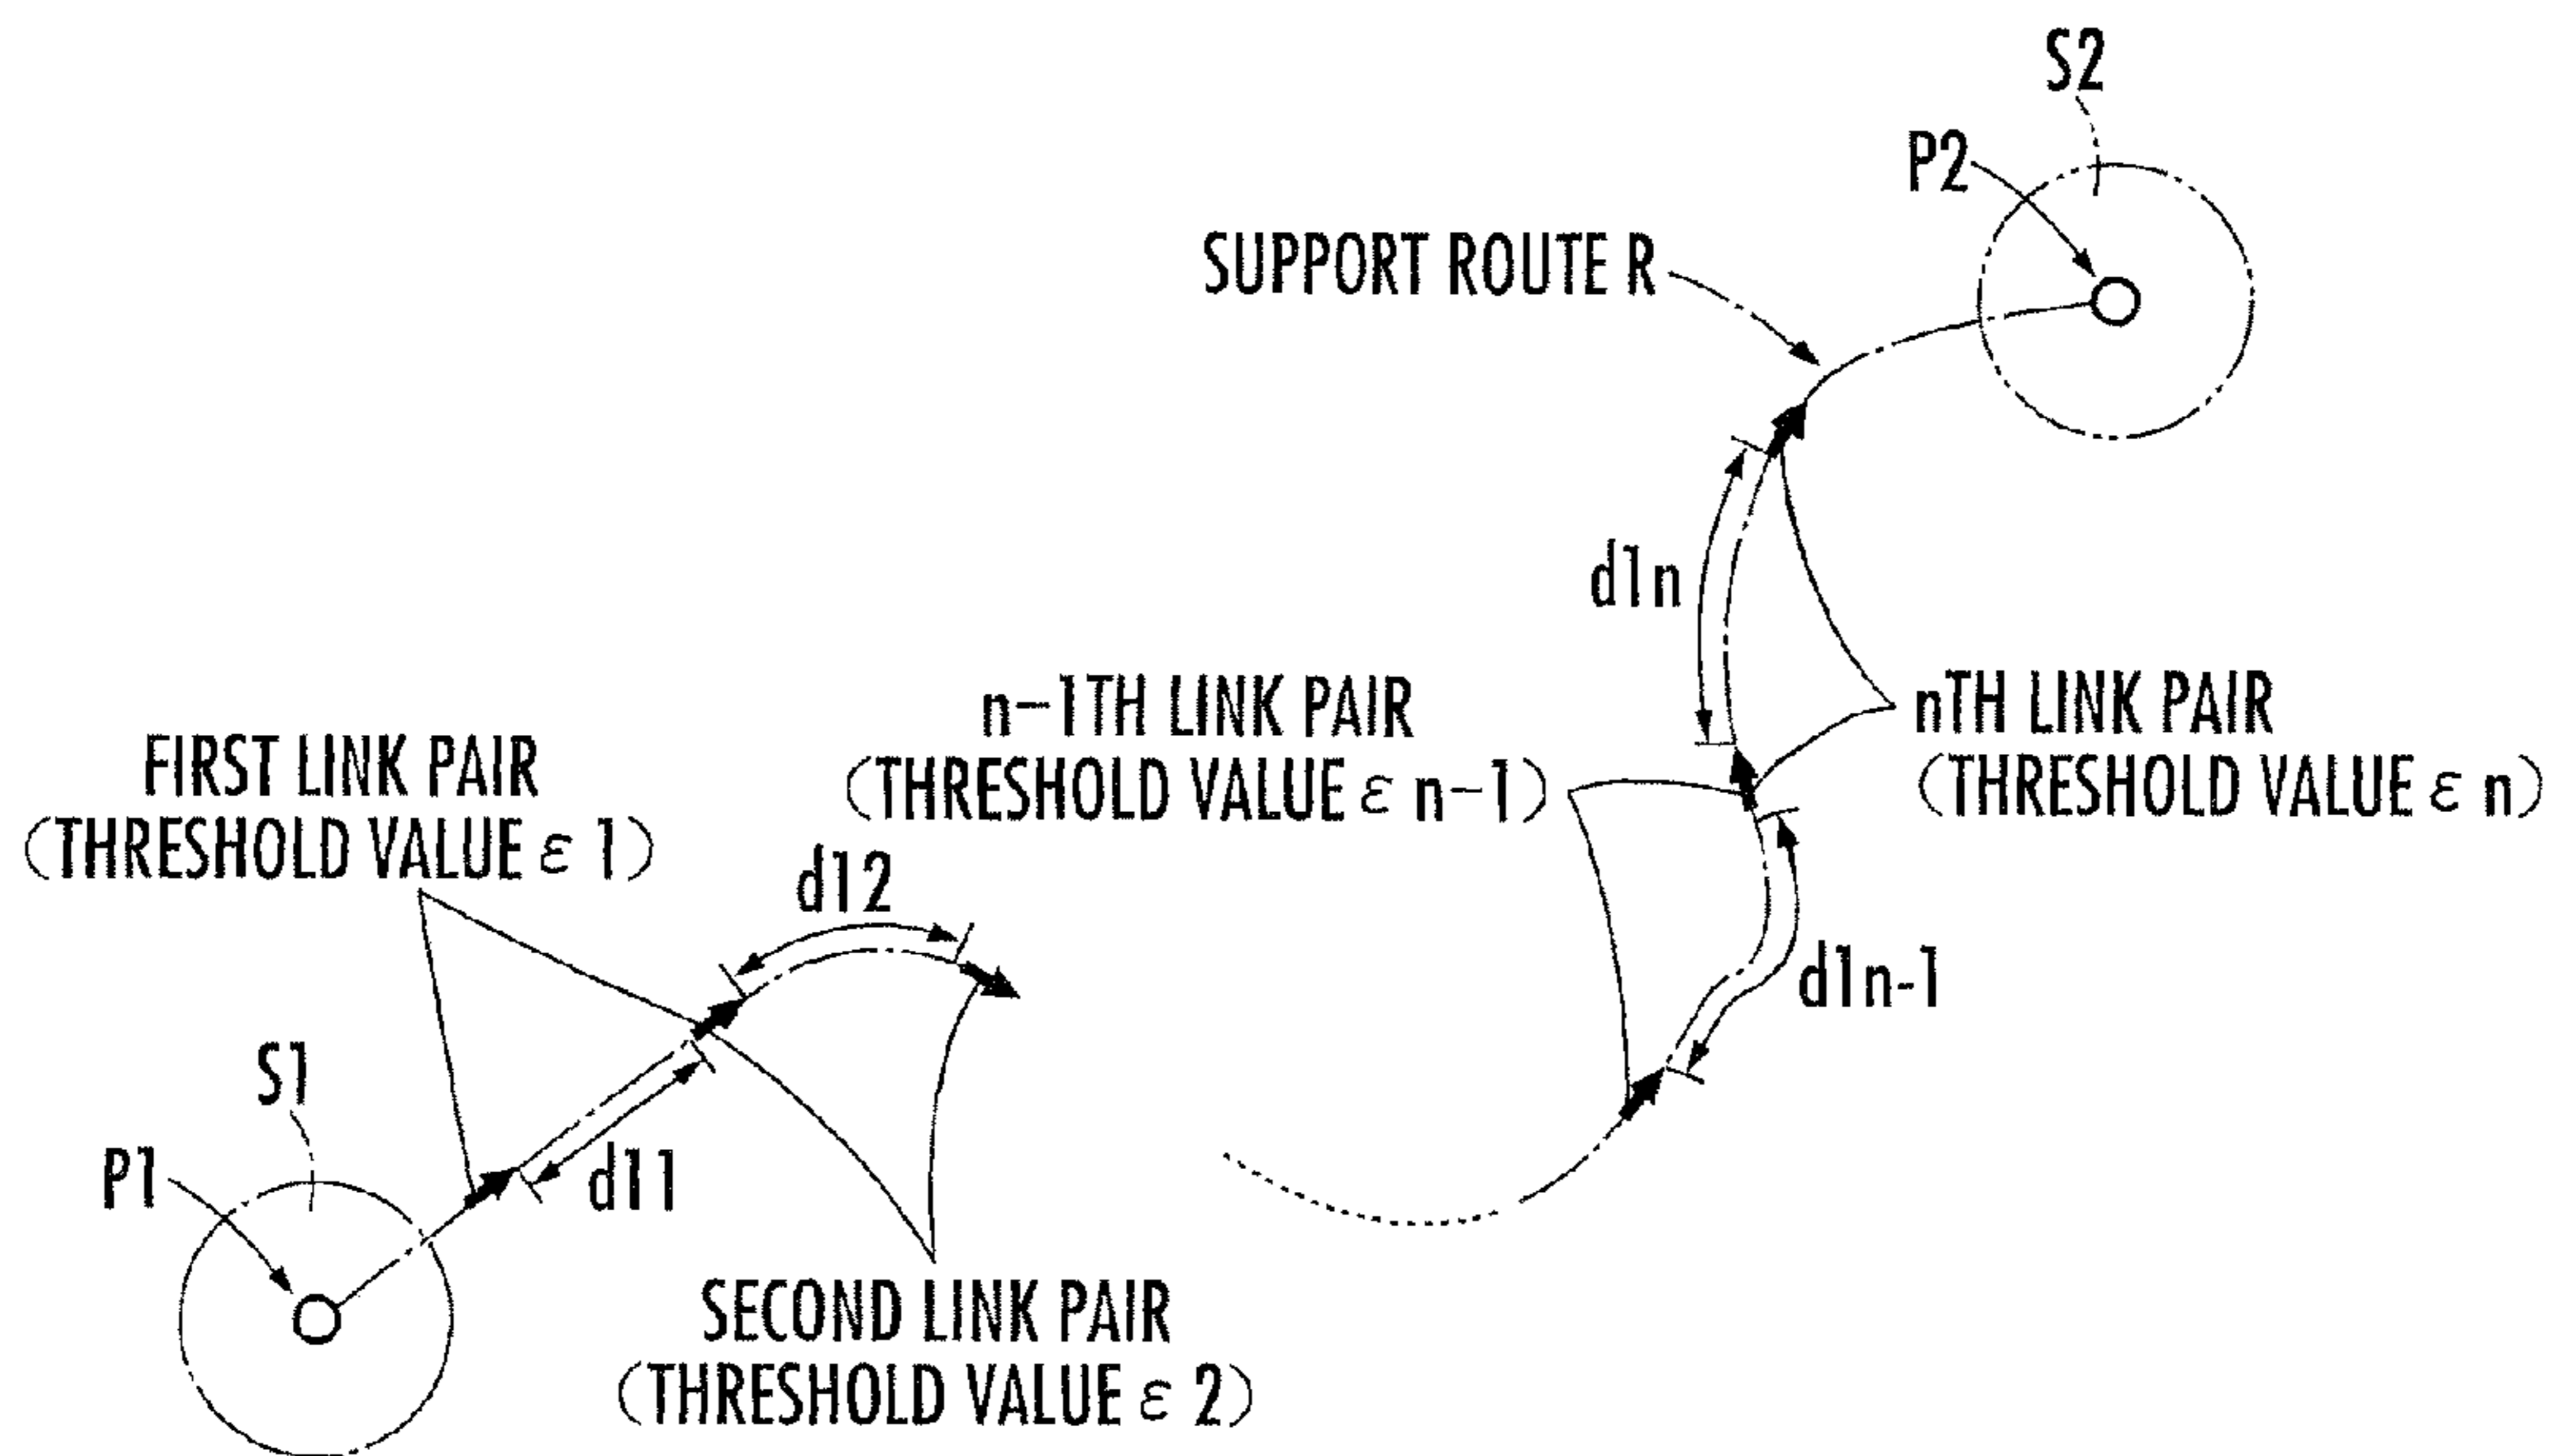 S2
P2
SUPPORT ROUTE R
d1n
n-1TH LINK PAIR
(THRESHOLD VALUE ε n-1)
nTH LINK PAIR
(THRESHOLD VALUE ε n)
FIRST LINK PAIR
(THRESHOLD VALUE ε 1)
d12
d1n-1
S1
P1
d11
SECOND LINK PAIR
(THRESHOLD VALUE ε 2)